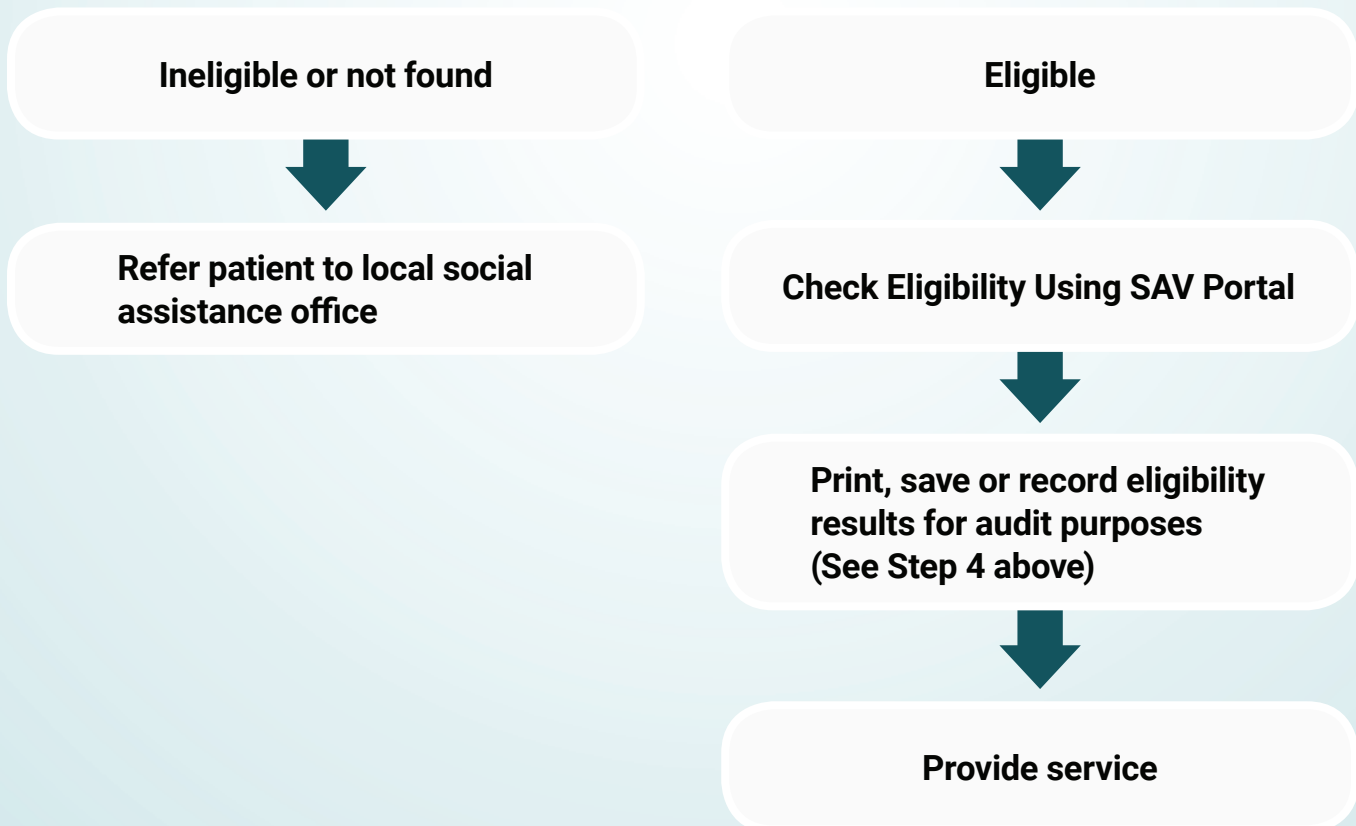 Ineligible or not found
Refer patient to local social
assistance office
Eligible
Check Eligibility Using SAV Portal
Print, save or record eligibility
results for audit purposes
(See Step 4 above)
Provide service